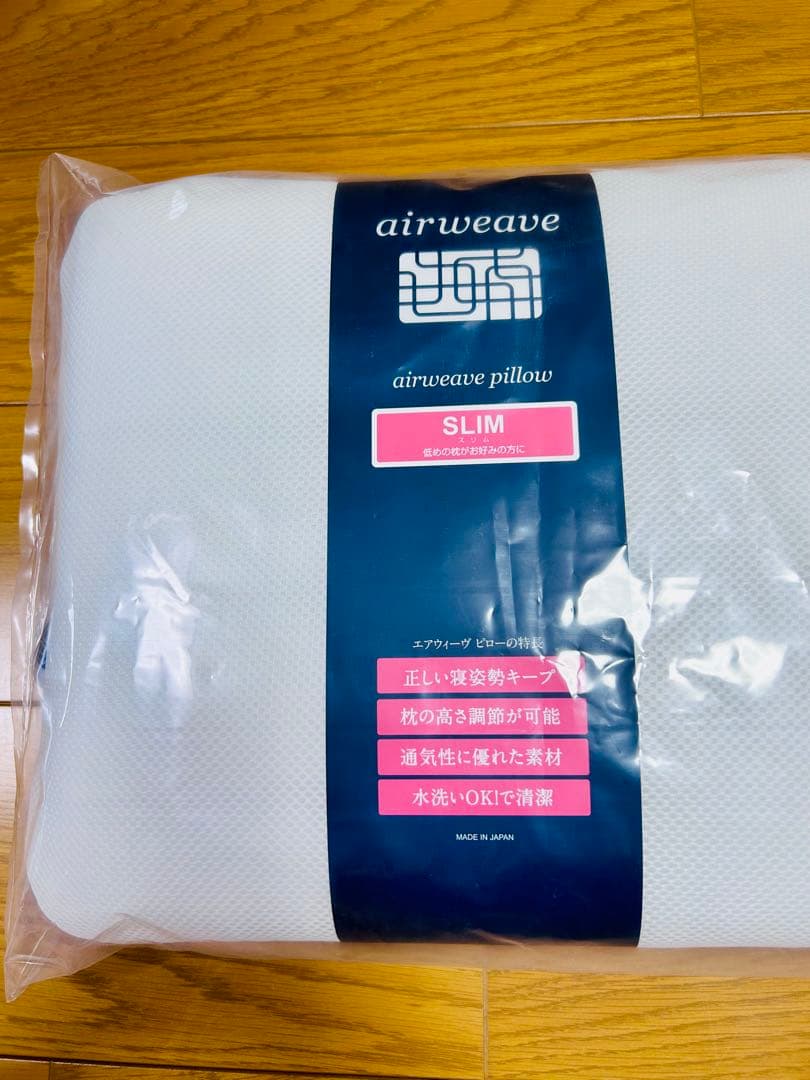 airweave
airweave pillow
SLIM
スリム
低めの枕がお好みの方に
エアウィーヴ ピローの特長
正しい寝姿勢キープ
枕の高さ調節が可能
通気性に優れた素材
水洗いOK!で清潔
MADE IN JAPAN